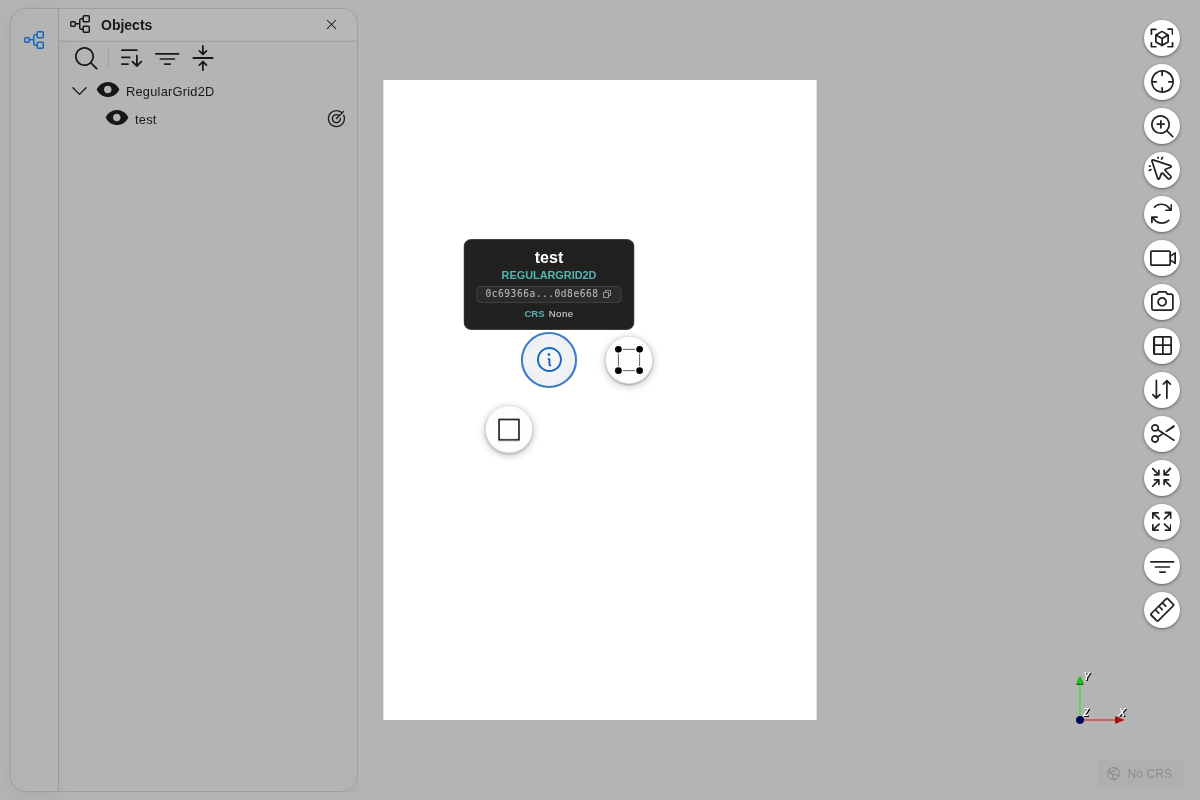 Objects
RegularGrid2D
test
test
REGULARGRID2D
0c69366a...0d8e668
CRS None
Y
Z
X
No CRS